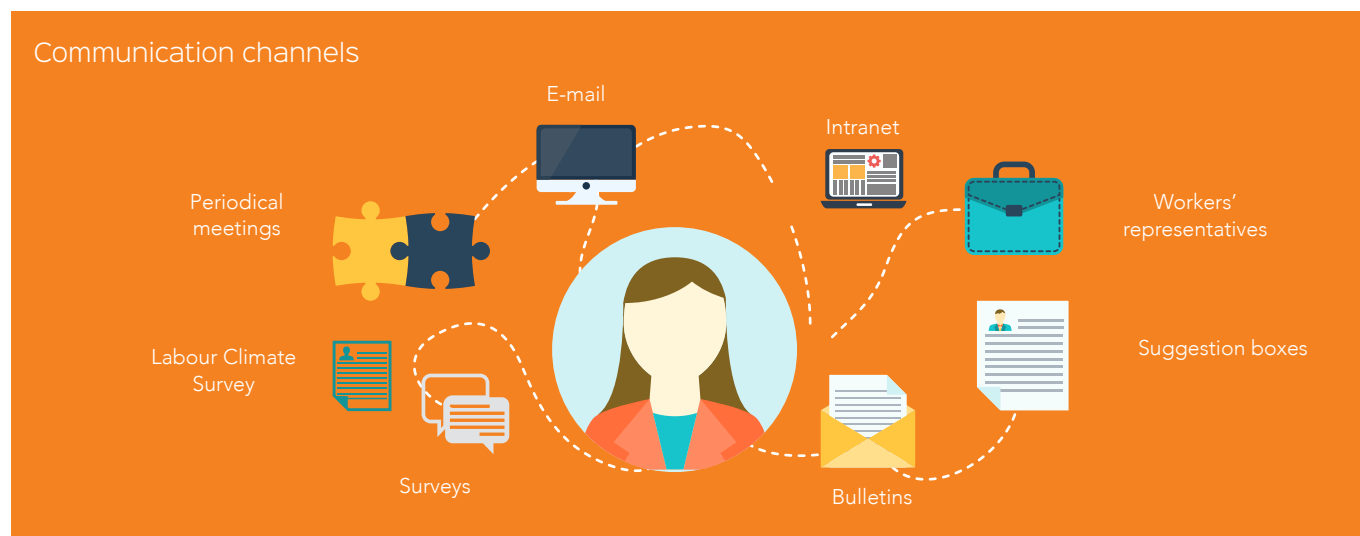 Communication channels
E-mail
Intranet
Periodical
meetings
Workers’
representatives
Labour Climate
Survey
Suggestion boxes
Surveys
Bulletins